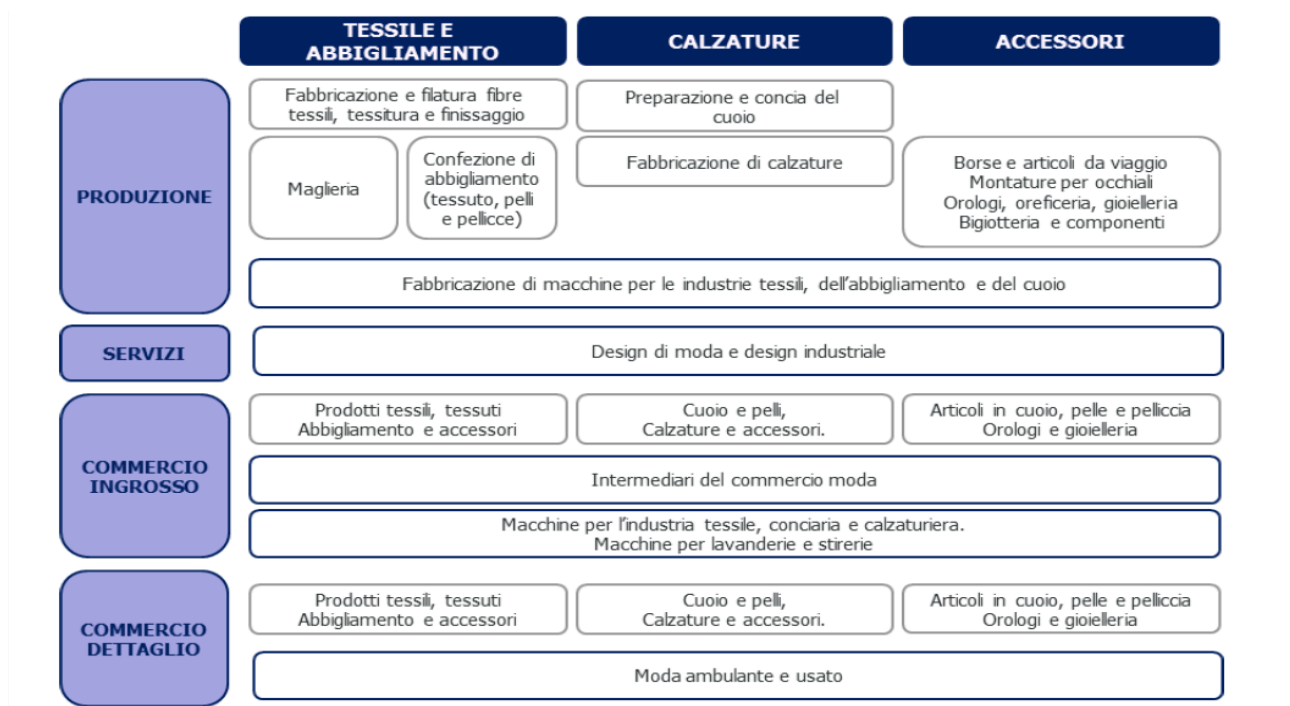 TESSILE E
ABBIGLIAMENTO
CALZATURE
ACCESSORI
PRODUZIONE
Fabbricazione e filatura fibre
tessili, tessitura e finissaggio
Preparazione e concia del
cuoio
Maglieria
Confezione di
abbigliamento
(tessuto, pelli
e pellicce)
Fabbricazione di calzature
Borse e articoli da viaggio
Montature per occhiali
Orologi, oreficeria, gioielleria
Bigiotteria e componenti
Fabbricazione di macchine per le industrie tessili, dell'abbigliamento e del cuoio
SERVIZI
Design di moda e design industriale
COMMERCIO
INGROSSO
Prodotti tessili, tessuti
Abbigliamento e accessori
Cuoio e pelli,
Calzature e accessori.
Articoli in cuoio, pelle e pelliccia
Orologi e gioielleria
Intermediari del commercio moda
Macchine per l'industria tessile, conciaria e calzaturiera.
Macchine per lavanderie e stirerie
COMMERCIO
DETTAGLIO
Prodotti tessili, tessuti
Abbigliamento e accessori
Cuoio e pelli,
Calzature e accessori.
Articoli in cuoio, pelle e pelliccia
Orologi e gioielleria
Moda ambulante e usato